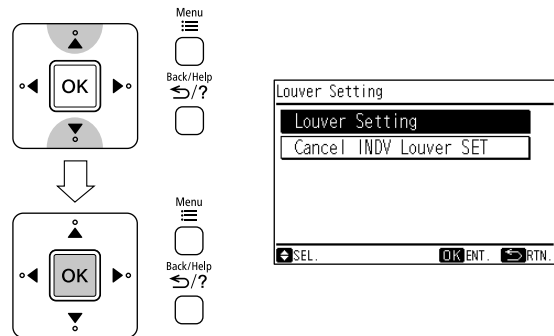 Menu
OK
Back/Help
/?
Menu
OK
Back/Help
/?
Louver Setting
Louver Setting
Cancel INDV Louver SET
SEL. OK ENT. RTN.